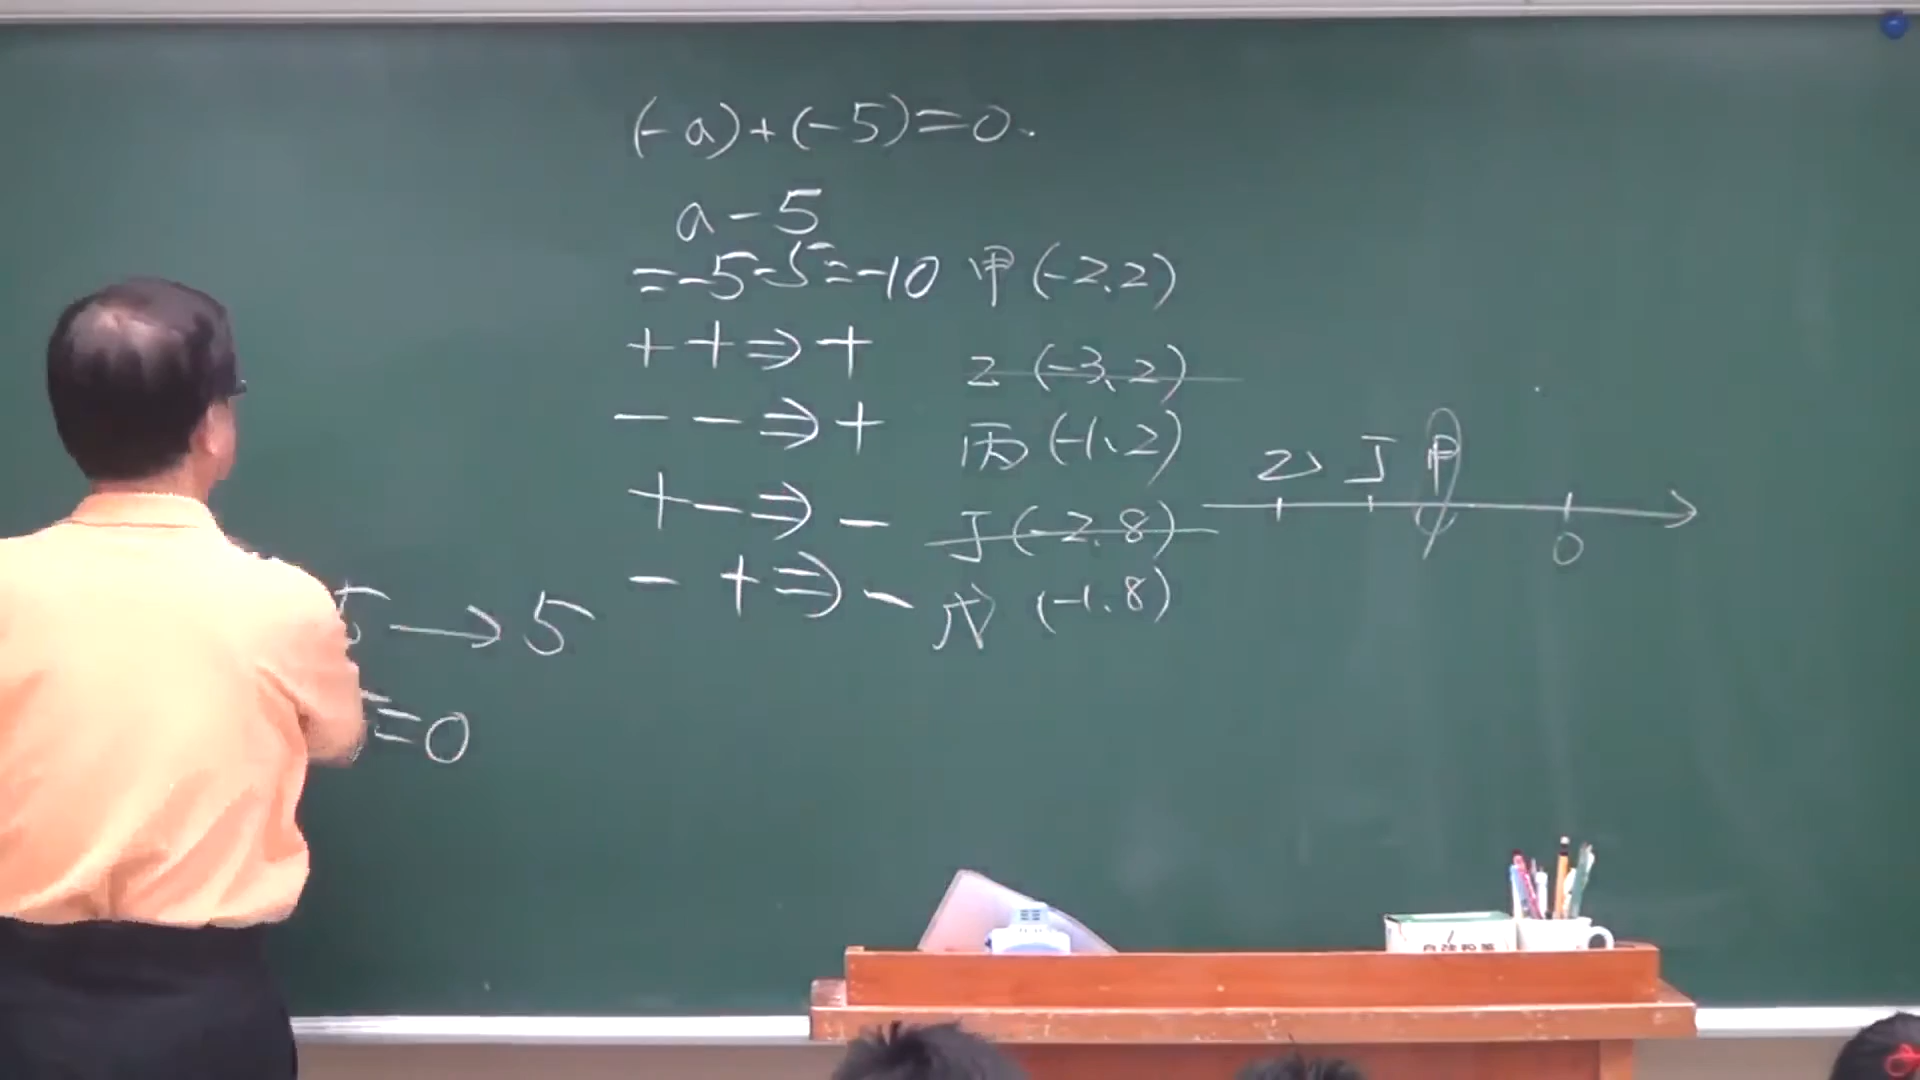 (-a)+(-5)=0.
a-5
=-5-5=-10
++⇒+
--⇒+
+-⇒-
-+⇒-
甲(-2.2)
乙(-3.2)
丙(-1.2)
丁(-2.8)
戊(-1.8)
乙 丁 甲
0
5→5
=0